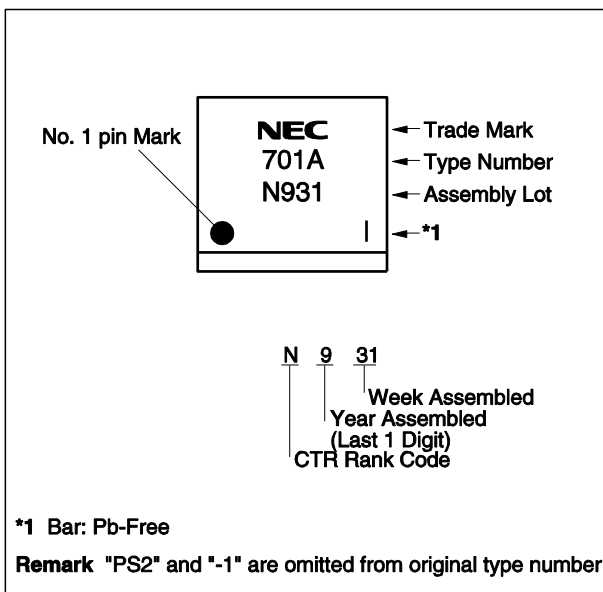 NEC
No. 1 pin Mark
Trade Mark
701A
Type Number
N931
Assembly Lot
*1
N 9 31
Week Assembled
Year Assembled
(Last 1 Digit)
CTR Rank Code
*1 Bar: Pb-Free
Remark "PS2" and "-1" are omitted from original type number